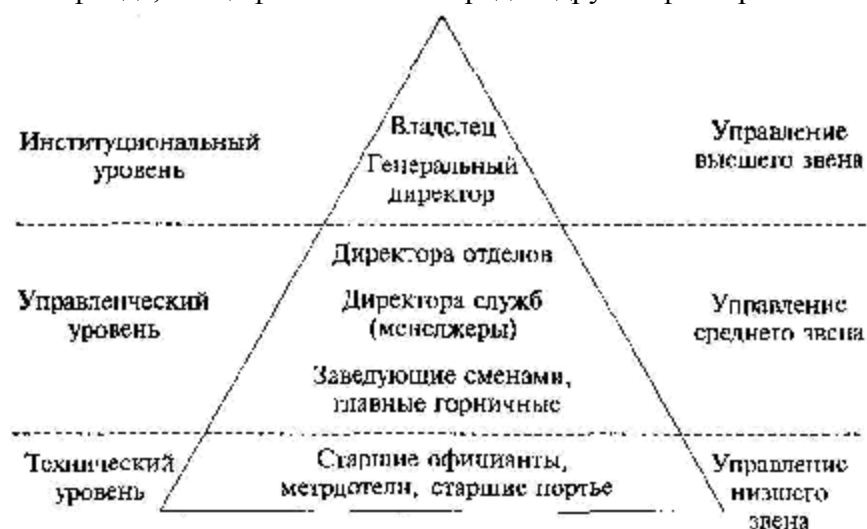 Институциональный
уровень
Владелец
Генеральный
директор
Управление
высшего звена
Управленческий
уровень
Директора отделов
Директора служб
(менеджеры)
Заведующие сменами,
главные горничные
Управление
среднего звена
Технический
уровень
Старшие официанты,
метрдотели, старшие портье
Управление
низшего
звена